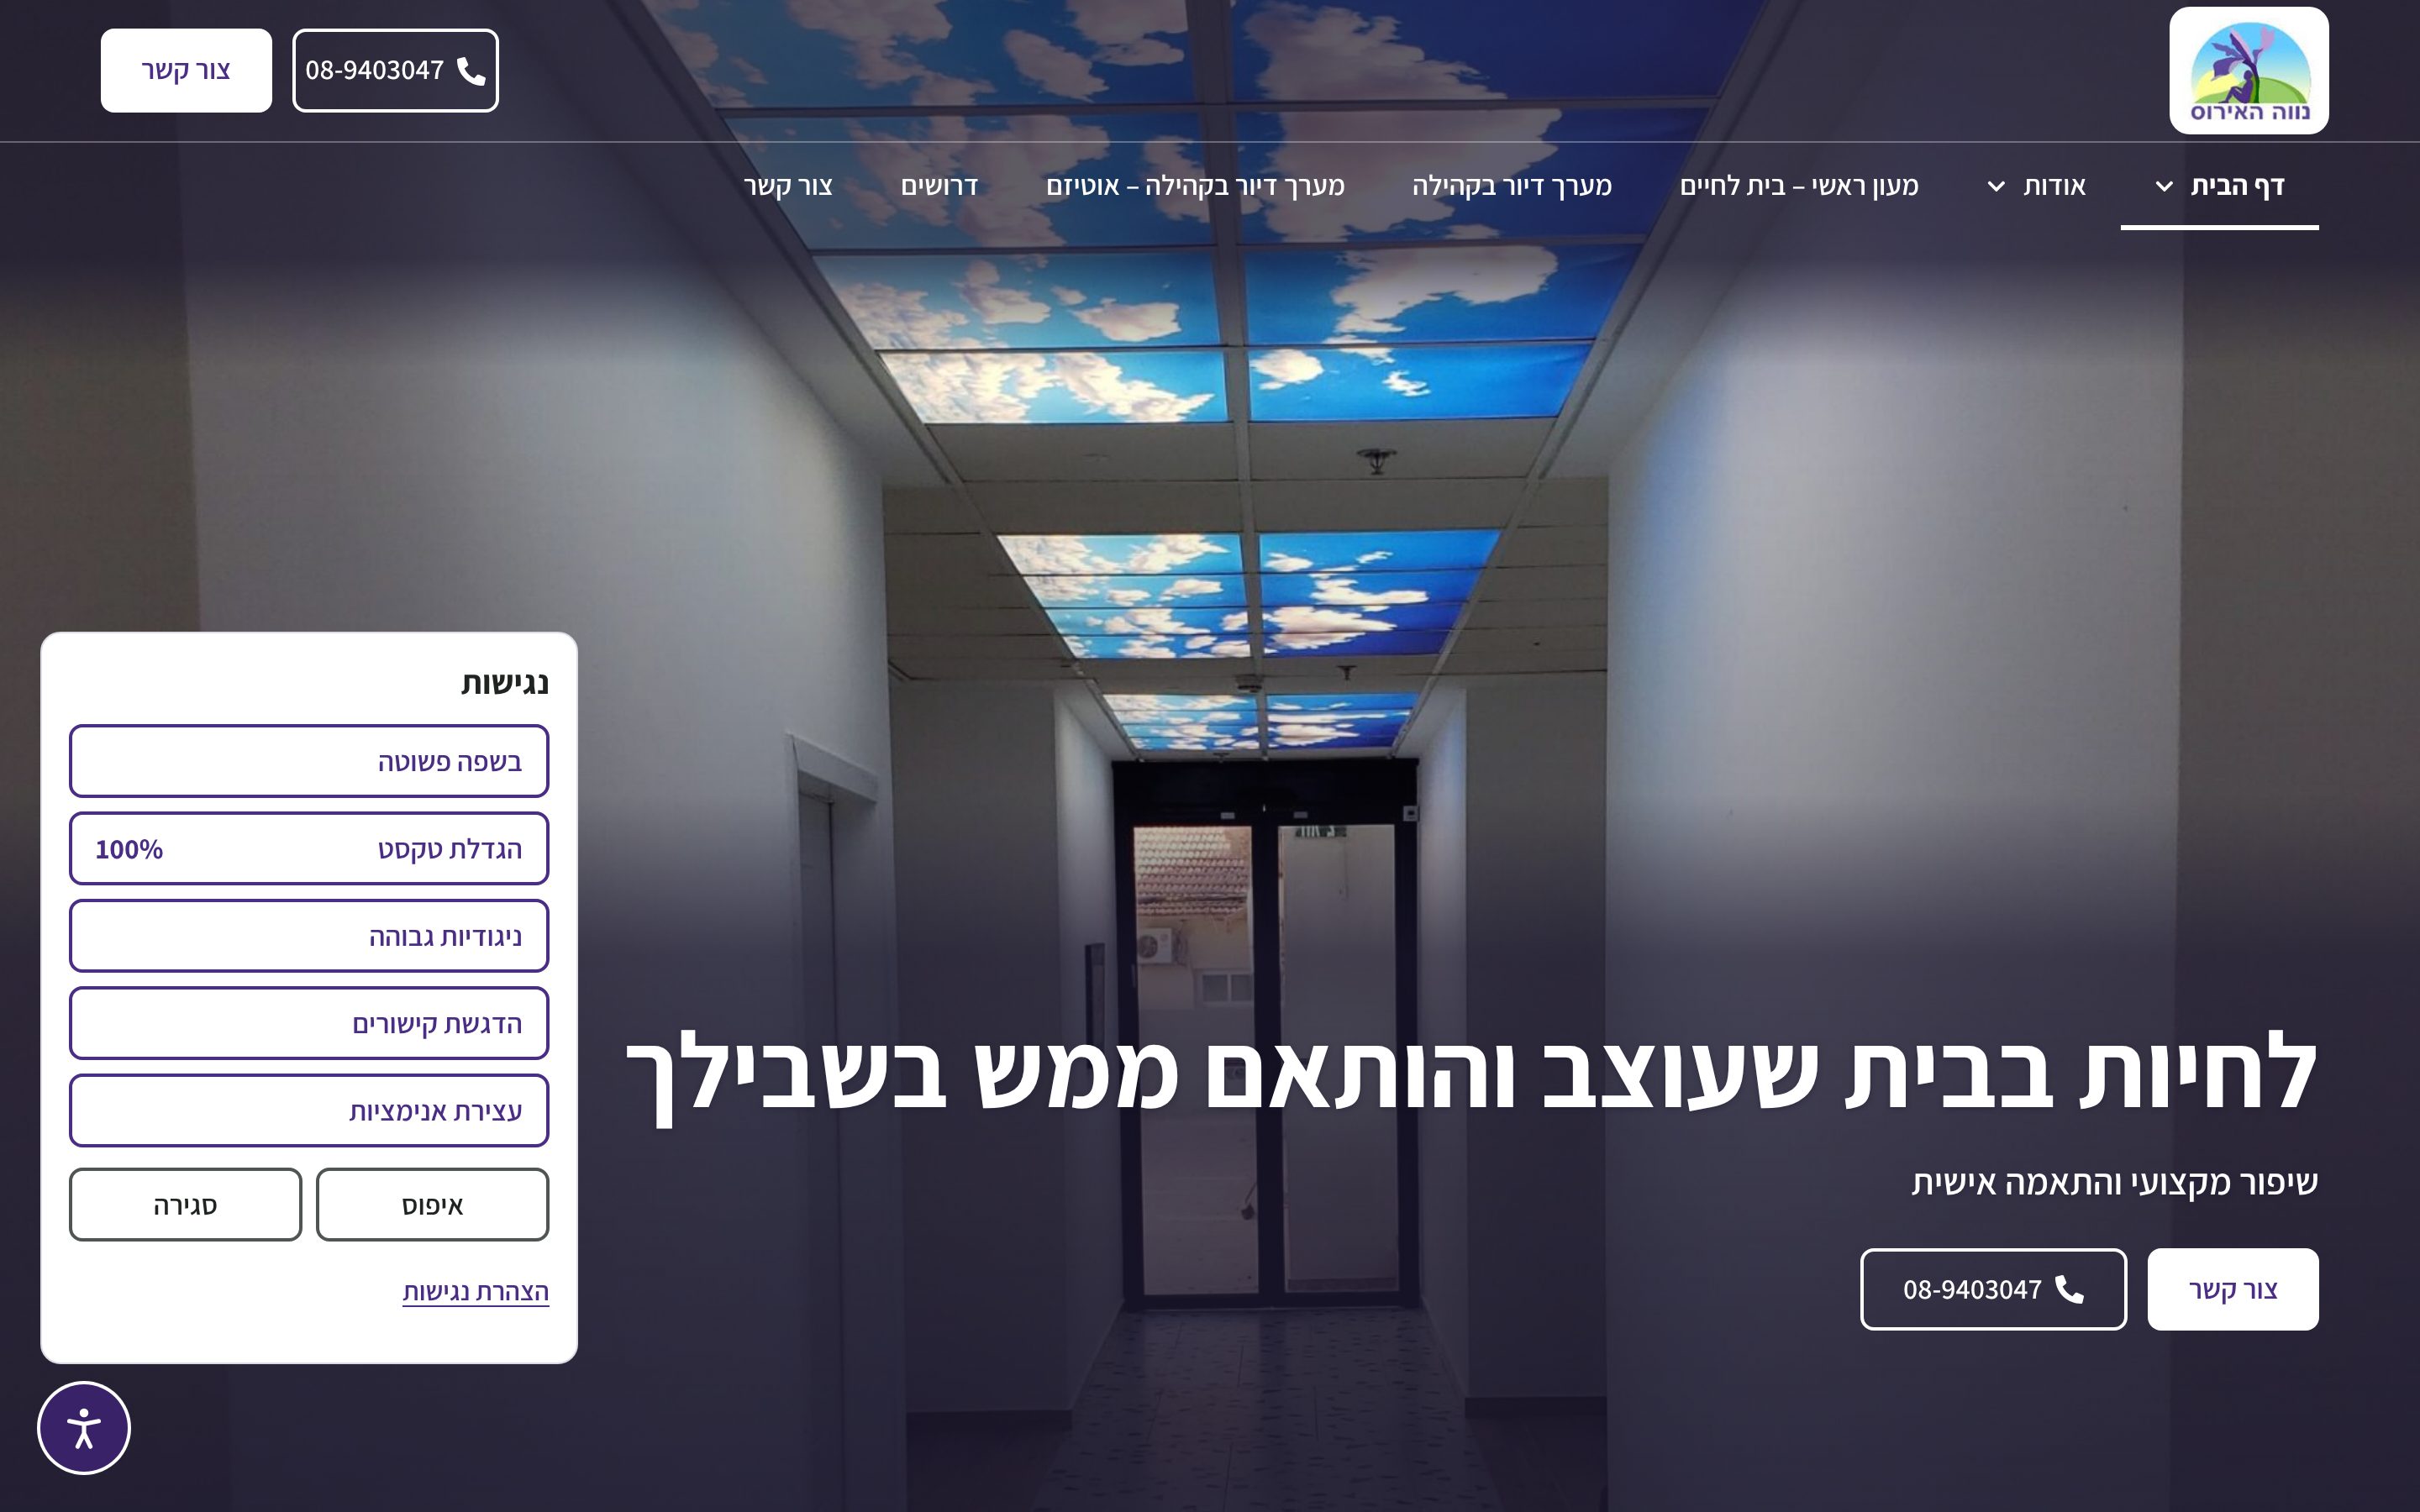 נווה האירוס
08-9403047
צור קשר
דף הבית
אודות
מעון ראשי – בית לחיים
מערך דיור בקהילה
מערך דיור בקהילה – אוטיזם
דרושים
צור קשר
לחיות בבית שעוצב והותאם ממש בשבילך
שיפור מקצועי והתאמה אישית
צור קשר
08-9403047
נגישות
בשפה פשוטה
הגדלת טקסט 100%
ניגודיות גבוהה
הדגשת קישורים
עצירת אנימציות
איפוס
סגירה
הצהרת נגישות